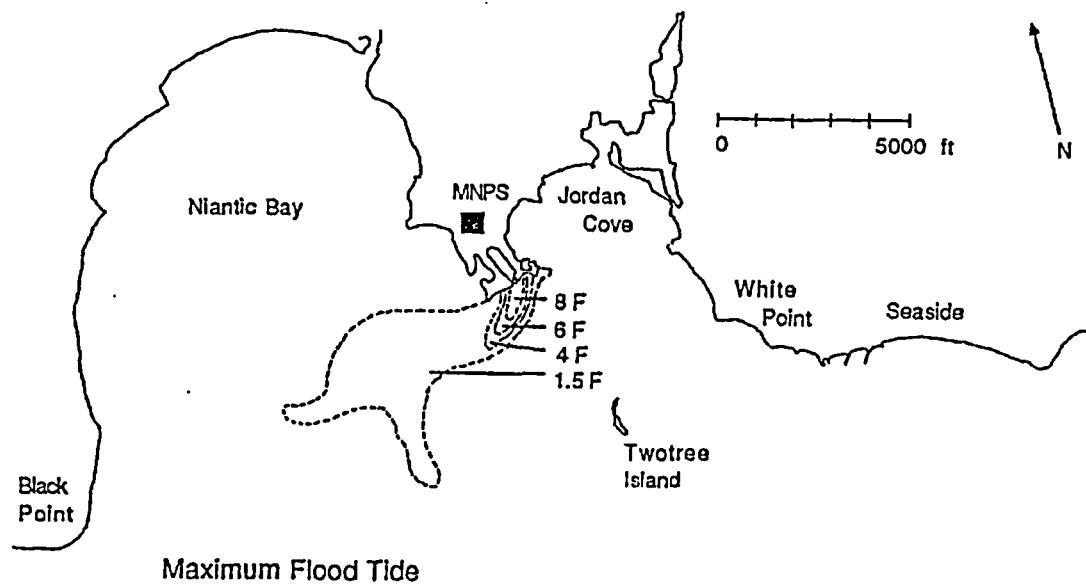 MNPS
Niantic Bay
Jordan
Cove
0 5000 ft
N
8 F
6 F
4 F
1.5 F
White
Point
Seaside
Twotree
Island
Black
Point
Maximum Flood Tide